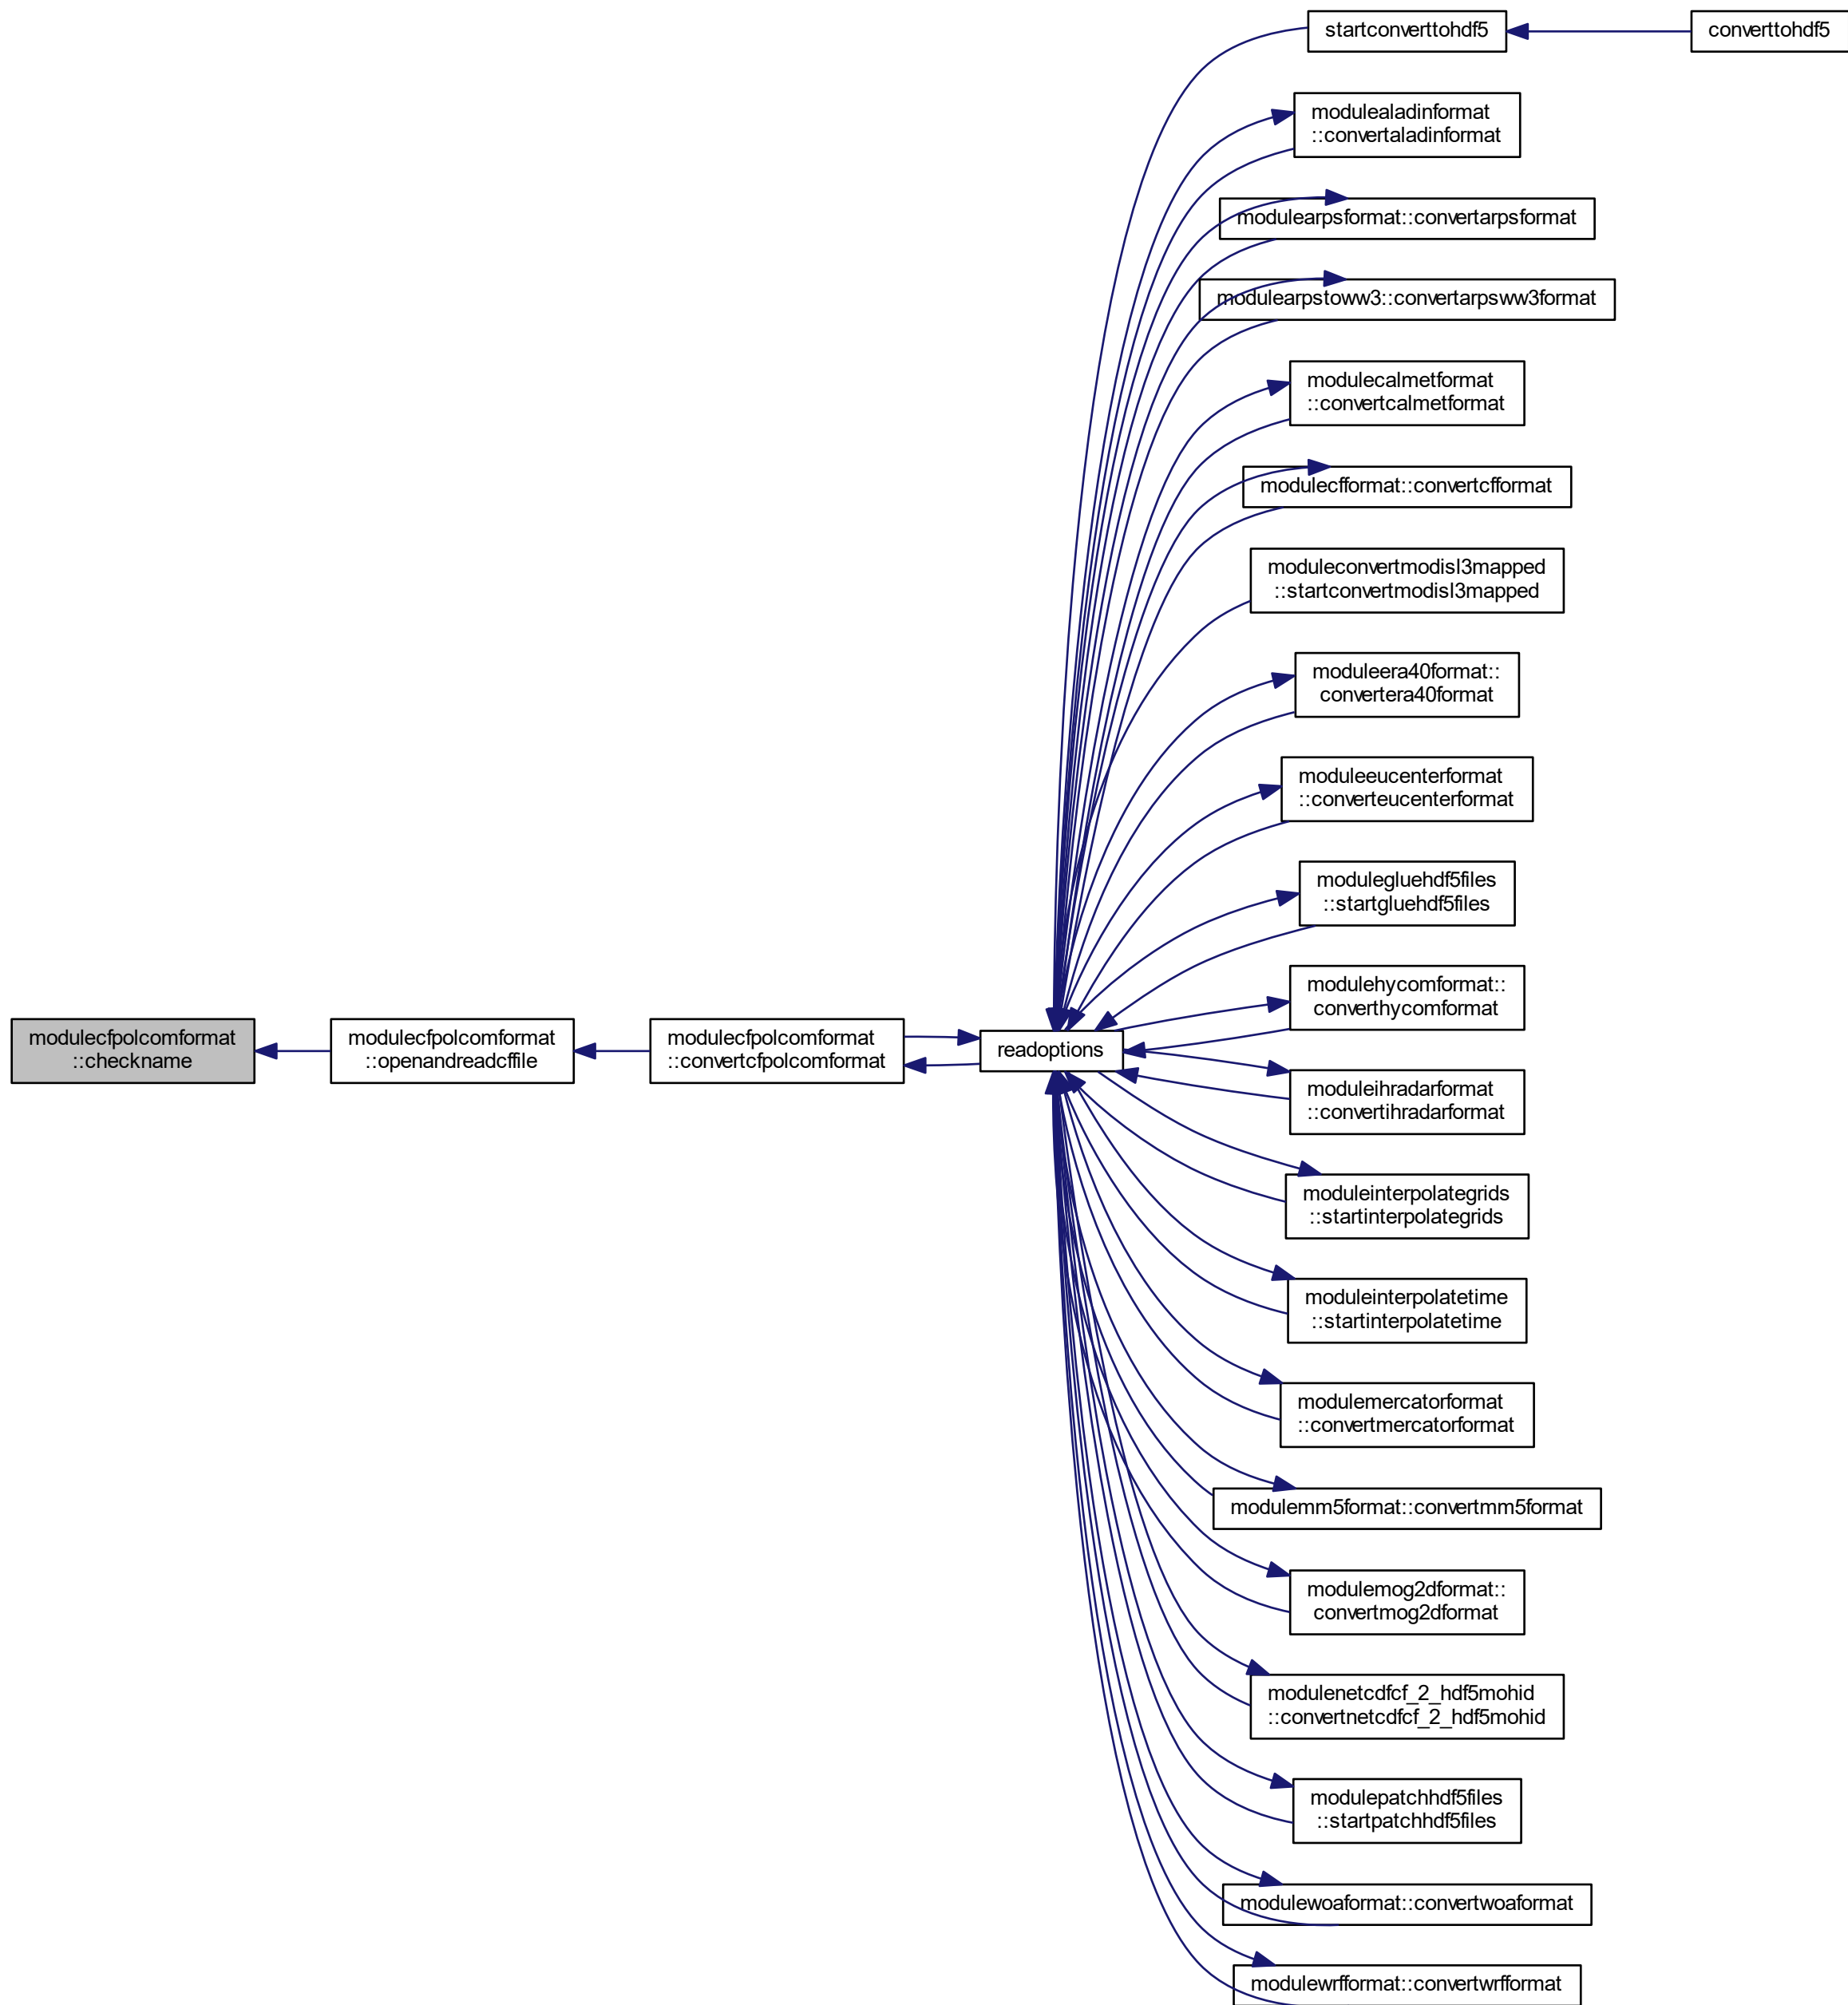 startconverttohdf5
converttohdf5
modulealadinformat
::convertaladinformat
modulearpsformat::convertarpsformat
modulearpstoww3::convertarpsww3format
modulecalmetformat
::convertcalmetformat
modulecfformat::convertcfformat
moduleconvertmodisl3mapped
::startconvertmodisl3mapped
moduleera40format::
convertera40format
moduleeucenterformat
::converteucenterformat
modulegluehdf5files
::startgluehdf5files
modulecfpolcomformat
::checkname
modulecfpolcomformat
::openandreadcffile
modulecfpolcomformat
::convertcfpolcomformat
readoptions
modulehycomformat::
converthycomformat
moduleihradarformat
::convertihradarformat
moduleinterpolategrids
::startinterpolategrids
moduleinterpolatetime
::startinterpolatetime
modulemercatorformat
::convertmercatorformat
modulemm5format::convertmm5format
modulemog2dformat::
convertmog2dformat
modulenetcdfcf_2_hdf5mohid
::convertnetcdfcf_2_hdf5mohid
modulepatchhdf5files
::startpatchhdf5files
modulewoaformat::convertwoaformat
modulewrfformat::convertwrfformat